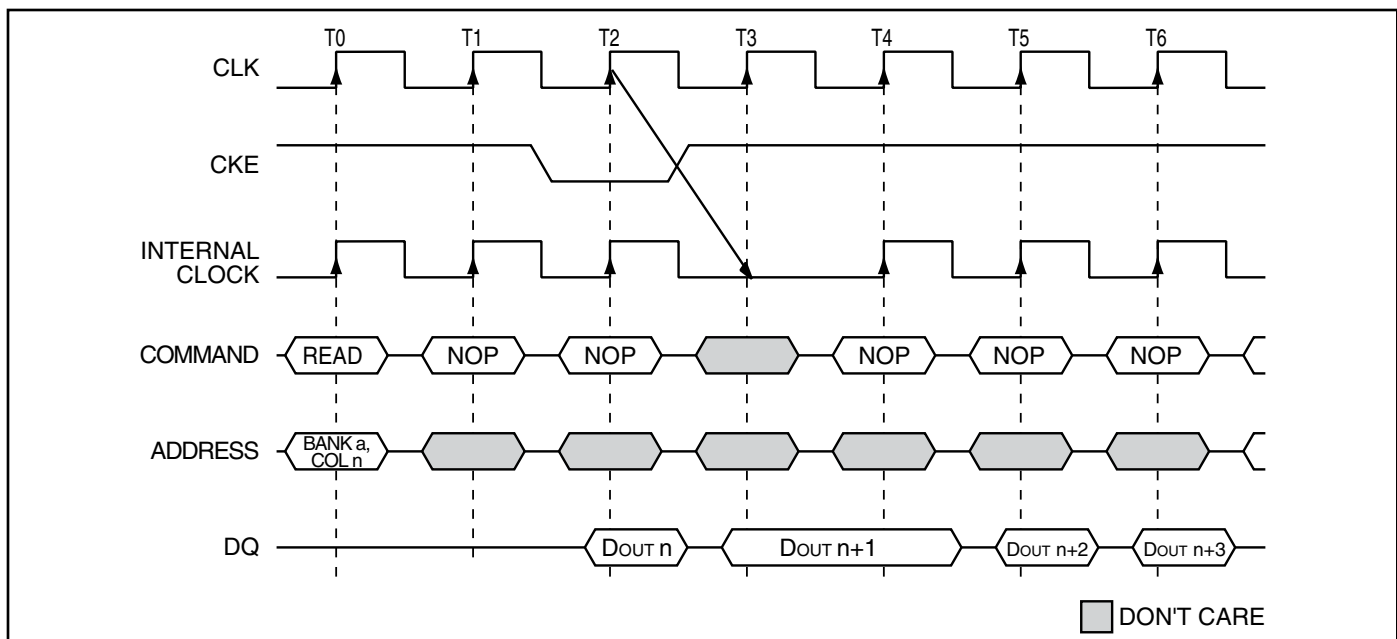 T0 T1 T2 T3 T4 T5 T6
CLK
CKE
INTERNAL
CLOCK
COMMAND READ NOP NOP NOP NOP NOP
ADDRESS BANK a,
COL n
DQ DOUT n DOUT n+1 DOUT n+2 DOUT n+3
DON'T CARE